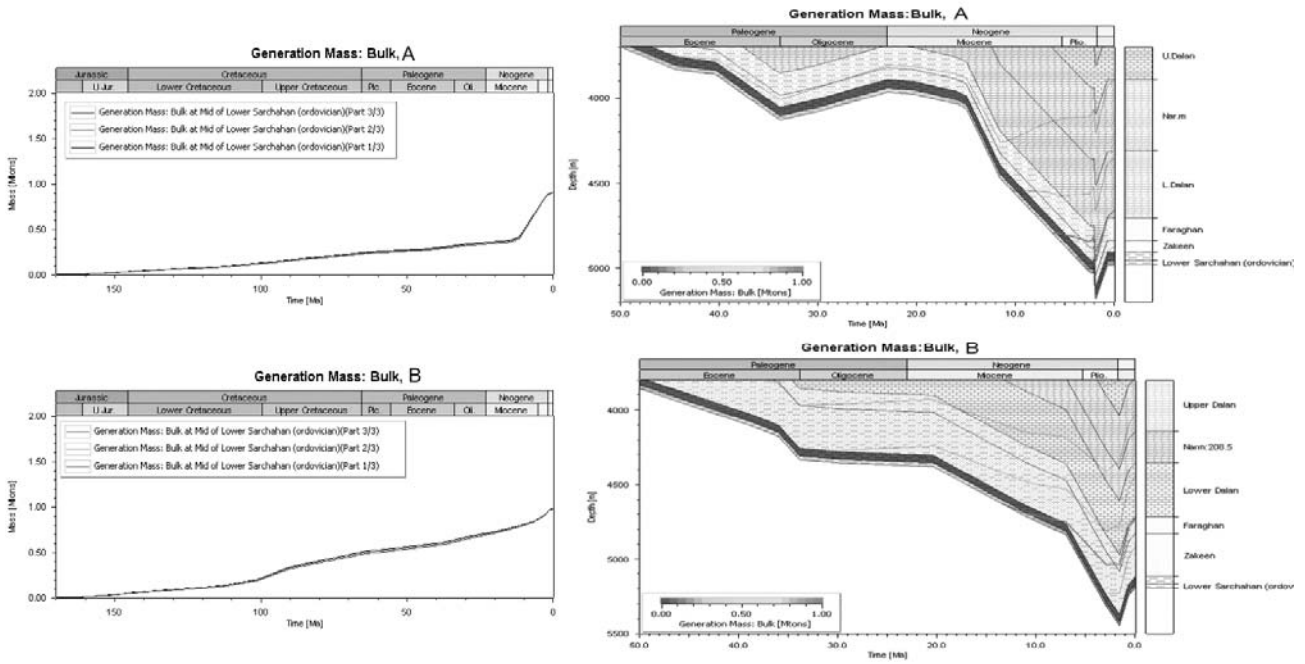 Generation Mass: Bulk, A
Jurassic Cretaceous Paleogene Neogene
U Jur. Lower Cretaceous Upper Cretaceous Plc. Eocene Oli. Miocene
Mass [Mtons]
2.00
1.50
1.00
0.50
0.00
Generation Mass: Bulk at Mid of Lower Sarchahan (ordovician)(Part 3/3)
Generation Mass: Bulk at Mid of Lower Sarchahan (ordovician)(Part 2/3)
Generation Mass: Bulk at Mid of Lower Sarchahan (ordovician)(Part 1/3)
150 100 50 0
Time [Ma]
Generation Mass: Bulk, A
Paleogene Neogene
Eocene Oligocene Miocene Plio.
Depth [m]
4000
4500
5000
0.00 0.50 1.00
Generation Mass: Bulk [Mtons]
50.0 40.0 30.0 20.0 10.0 0.0
Time [Ma]
U.Dalan
Nar.m
L.Dalan
Faraghan
Zakeen
Lower Sarchahan (ordovician)
Generation Mass: Bulk, B
Jurassic Cretaceous Paleogene Neogene
U Jur. Lower Cretaceous Upper Cretaceous Plc. Eocene Oli. Miocene
Mass [Mtons]
2.00
1.50
1.00
0.50
0.00
Generation Mass: Bulk at Mid of Lower Sarchahan (ordovician)(Part 3/3)
Generation Mass: Bulk at Mid of Lower Sarchahan (ordovician)(Part 2/3)
Generation Mass: Bulk at Mid of Lower Sarchahan (ordovician)(Part 1/3)
150 100 50 0
Time [Ma]
Generation Mass: Bulk, B
Paleogene Neogene
Eocene Oligocene Miocene Plio.
Depth [m]
4000
4500
5000
5500
0.00 0.50 1.00
Generation Mass: Bulk [Mtons]
50.0 40.0 30.0 20.0 10.0 0.0
Time [Ma]
Upper Dalan
Narm:208.5
Lower Dalan
Faraghan
Zakeen
Lower Sarchahan (ordov